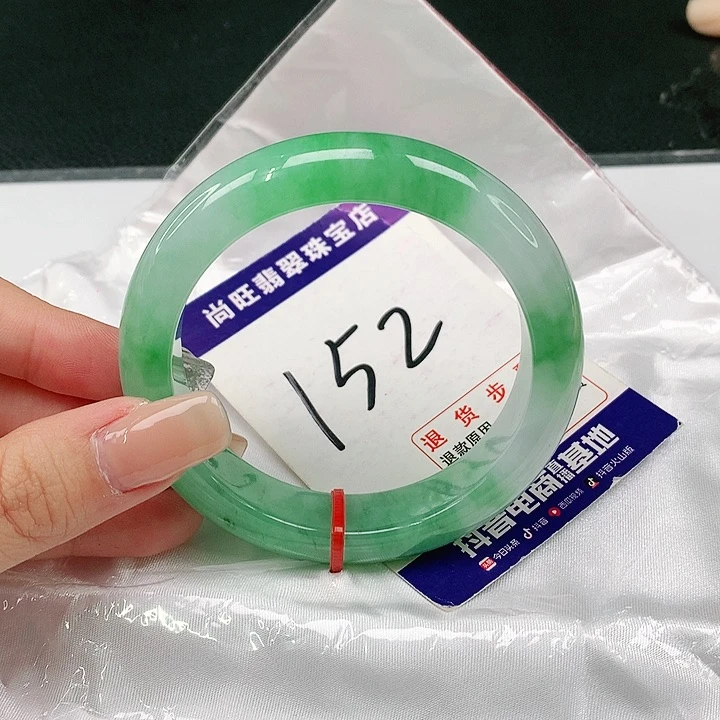 尚旺翡翠珠宝店
152
退货步
退款原因
抖音电商直播基地
今日头条 抖音 西瓜视频 抖音火山版